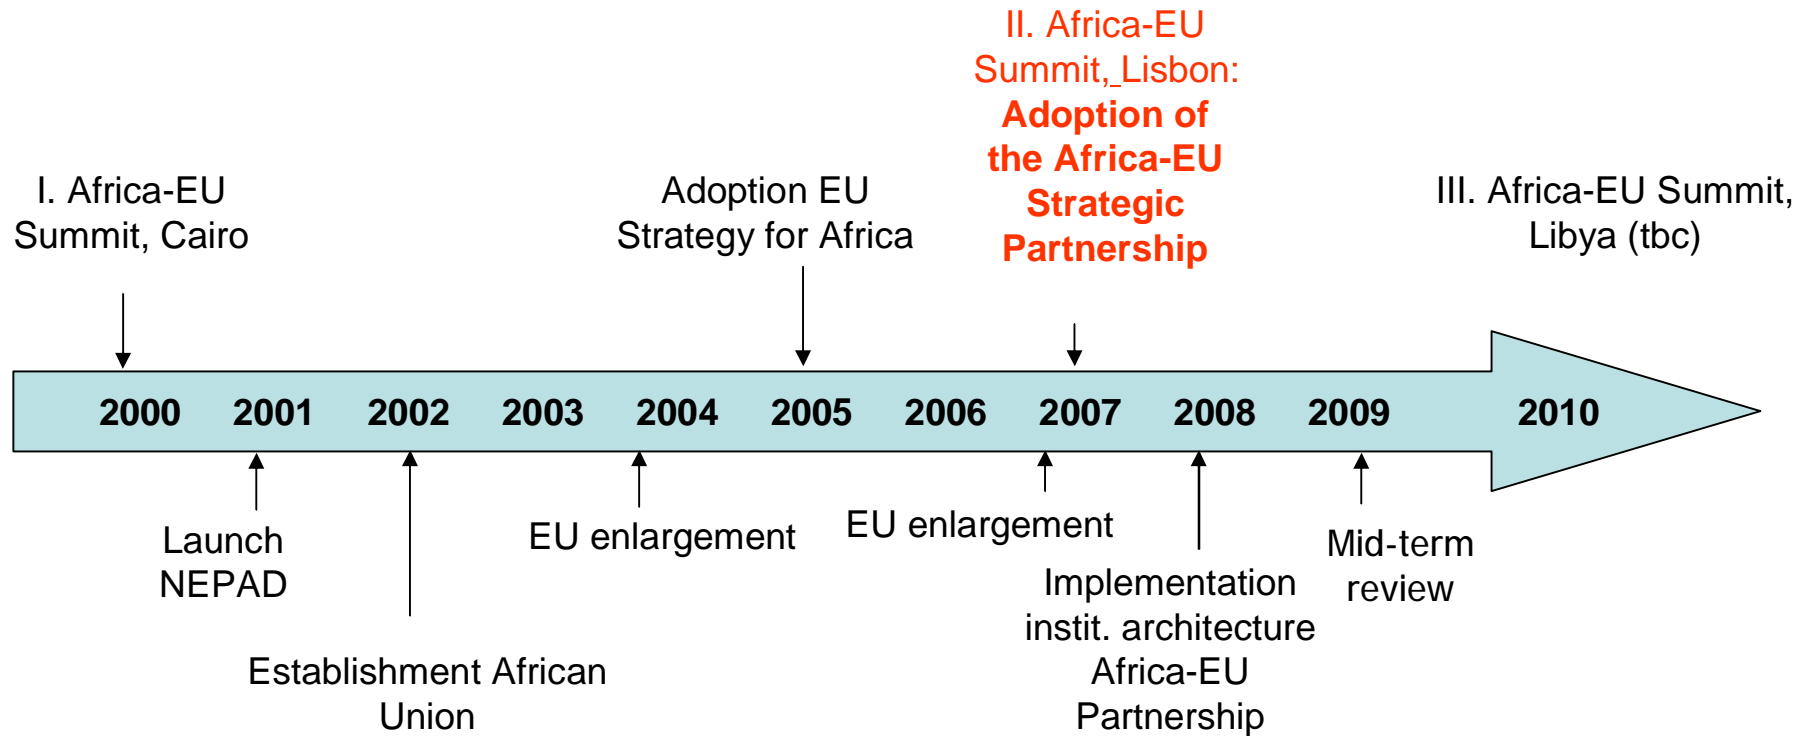 I. Africa-EU
Summit, Cairo
Adoption EU
Strategy for Africa
II. Africa-EU
Summit, Lisbon:
Adoption of
the Africa-EU
Strategic
Partnership
III. Africa-EU Summit,
Libya (tbc)
2000 2001 2002 2003 2004 2005 2006 2007 2008 2009 2010
Launch
NEPAD
Establishment African
Union
EU enlargement
EU enlargement
Implementation
instit. architecture
Africa-EU
Partnership
Mid-term
review